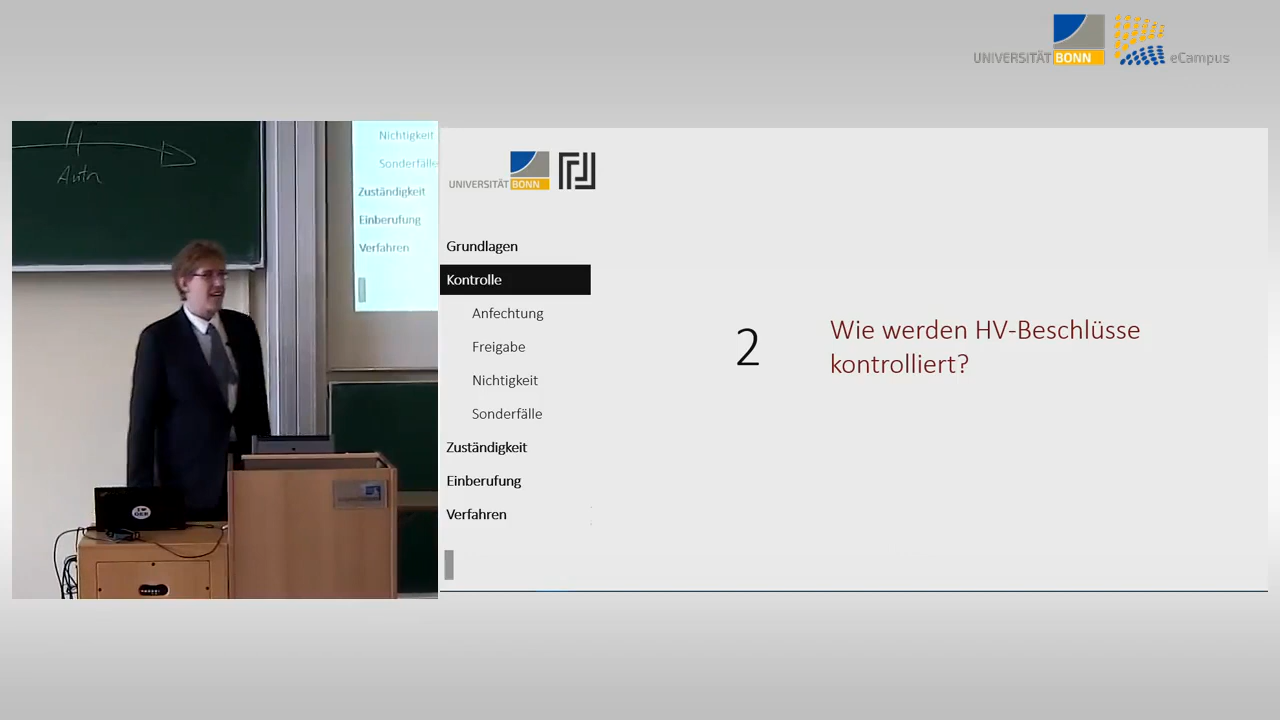 UNIVERSITÄT BONN eCampus
Nichtigkeit
Sonderfälle
Zuständigkeit
Einberufung
Verfahren
UNIVERSITÄT BONN
Grundlagen
Kontrolle
Anfechtung
Freigabe
Nichtigkeit
Sonderfälle
Zuständigkeit
Einberufung
Verfahren
2
Wie werden HV-Beschlüsse
kontrolliert?